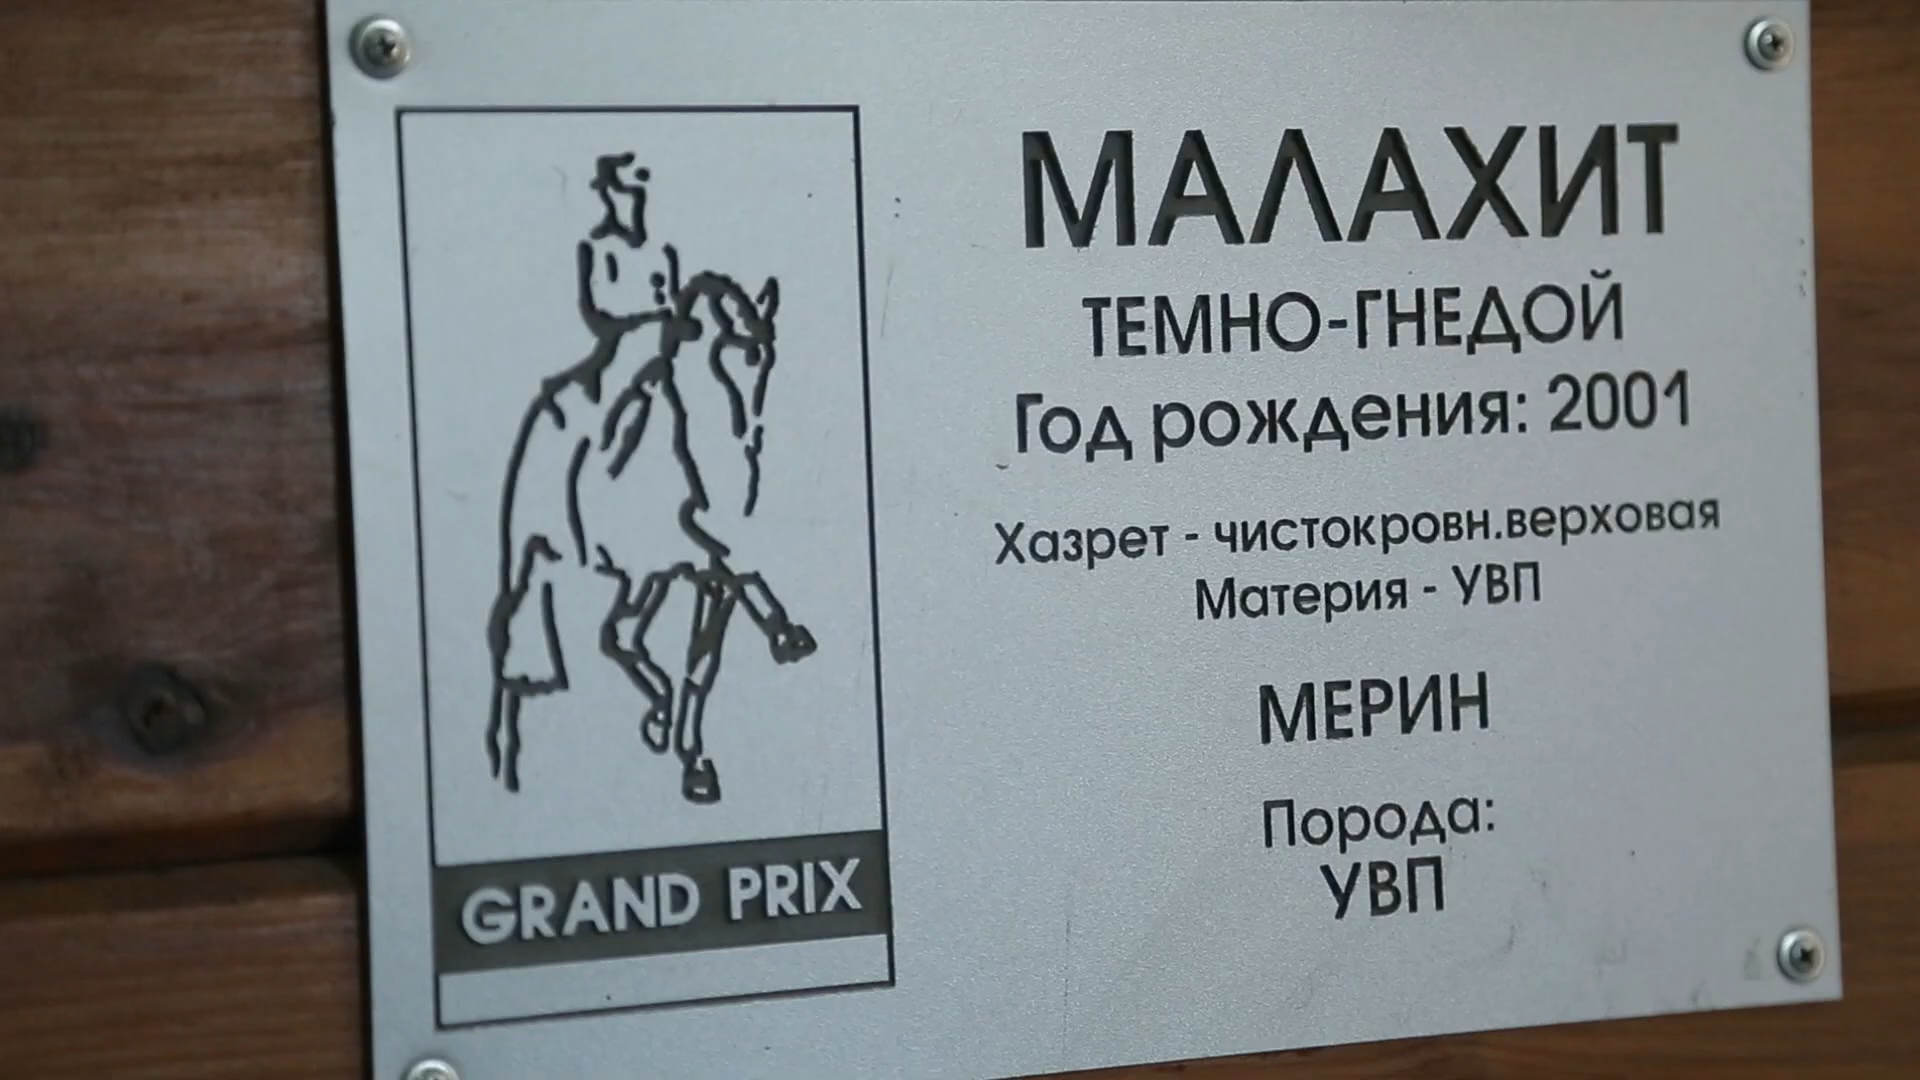 МАЛАХИТ
ТЕМНО-ГНЕДОЙ
Год рождения: 2001
Хазрет - чистокровн.верховая
Материя - УВП
МЕРИН
Порода:
УВП
GRAND PRIX